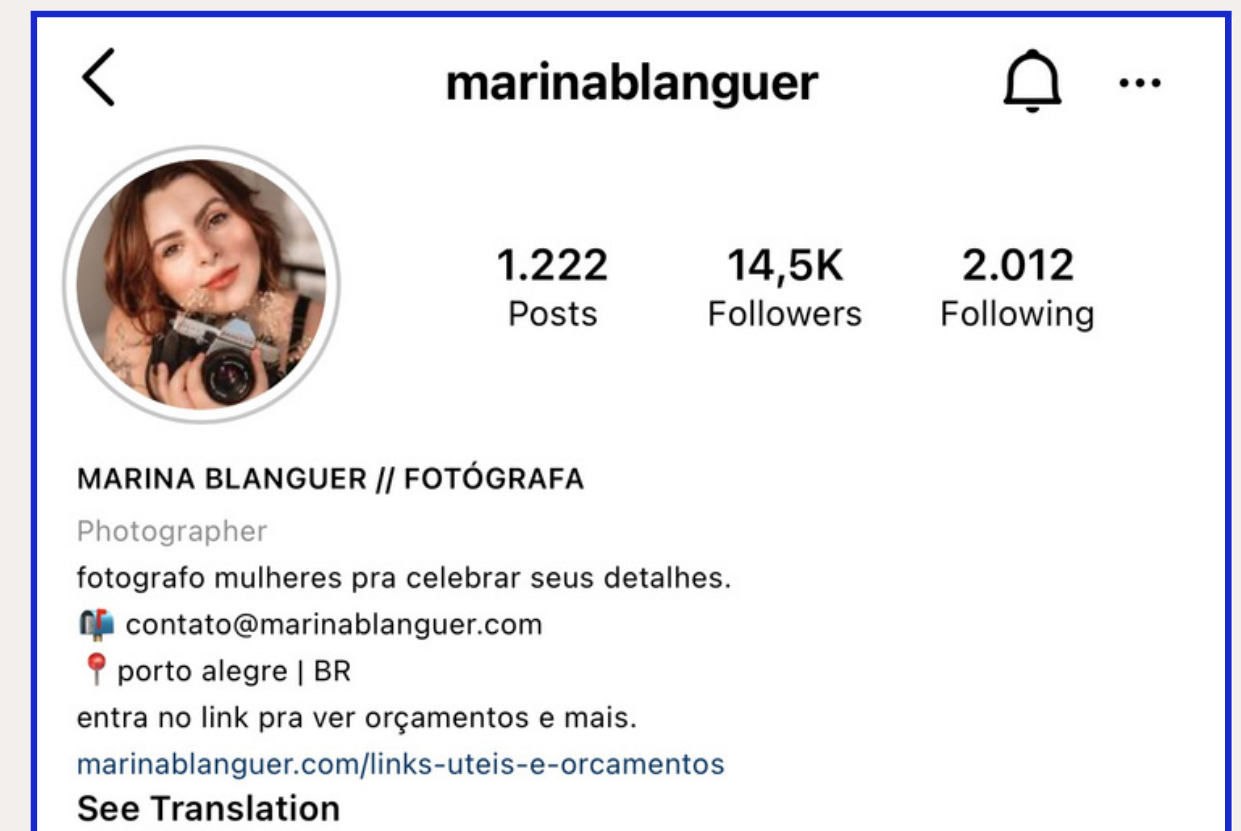 marinablanguer
1.222 14,5K 2.012
Posts Followers Following
MARINA BLANGUER // FOTÓGRAFA
Photographer
fotografo mulheres pra celebrar seus detalhes.
📬 contato@marinablanguer.com
📍porto alegre | BR
entra no link pra ver orçamentos e mais.
marinablanguer.com/links-uteis-e-orcamentos
See Translation